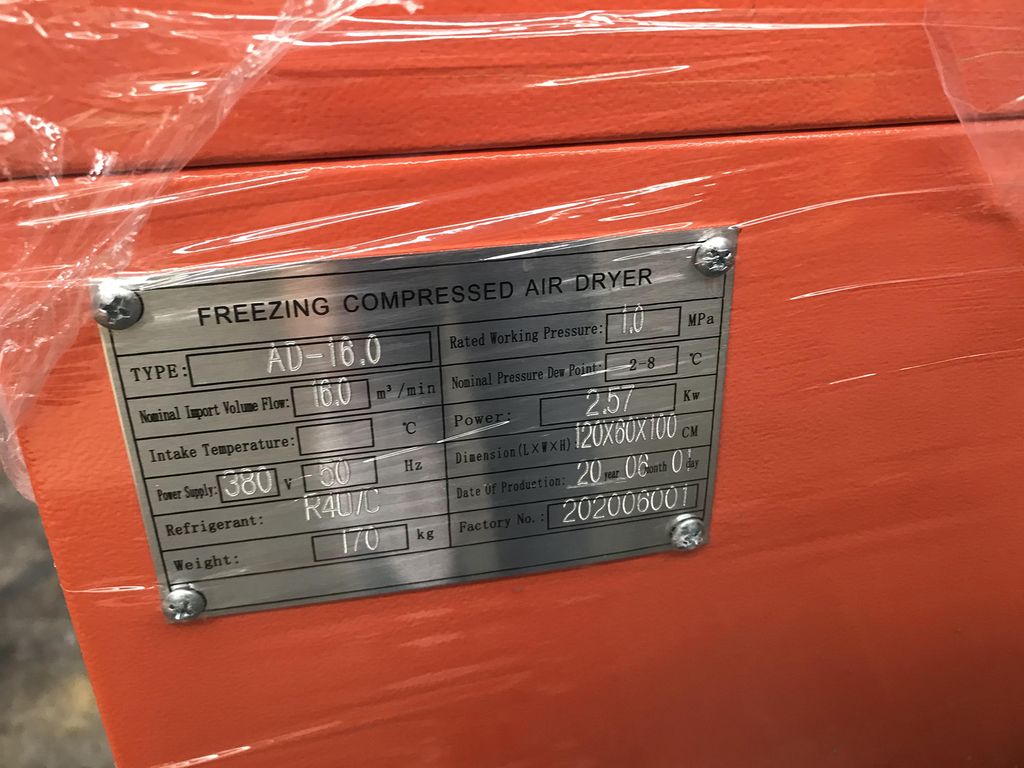 FREEZING COMPRESSED AIR DRYER
TYPE: AD-16.0
Nominal Import Volume Flow: 16.0 m³/min
Intake Temperature: ℃
Power Supply: 380 V 50 Hz
Refrigerant: R407C
Weight: 170 kg
Rated Working Pressure: 1.0 MPa
Nominal Pressure Dew Point: 2-8 ℃
Power: 2.57 Kw
Dimension(L×W×H) 120X60X100 CM
Date Of Production: 20 year 06 month 01 day
Factory No.: 202006001